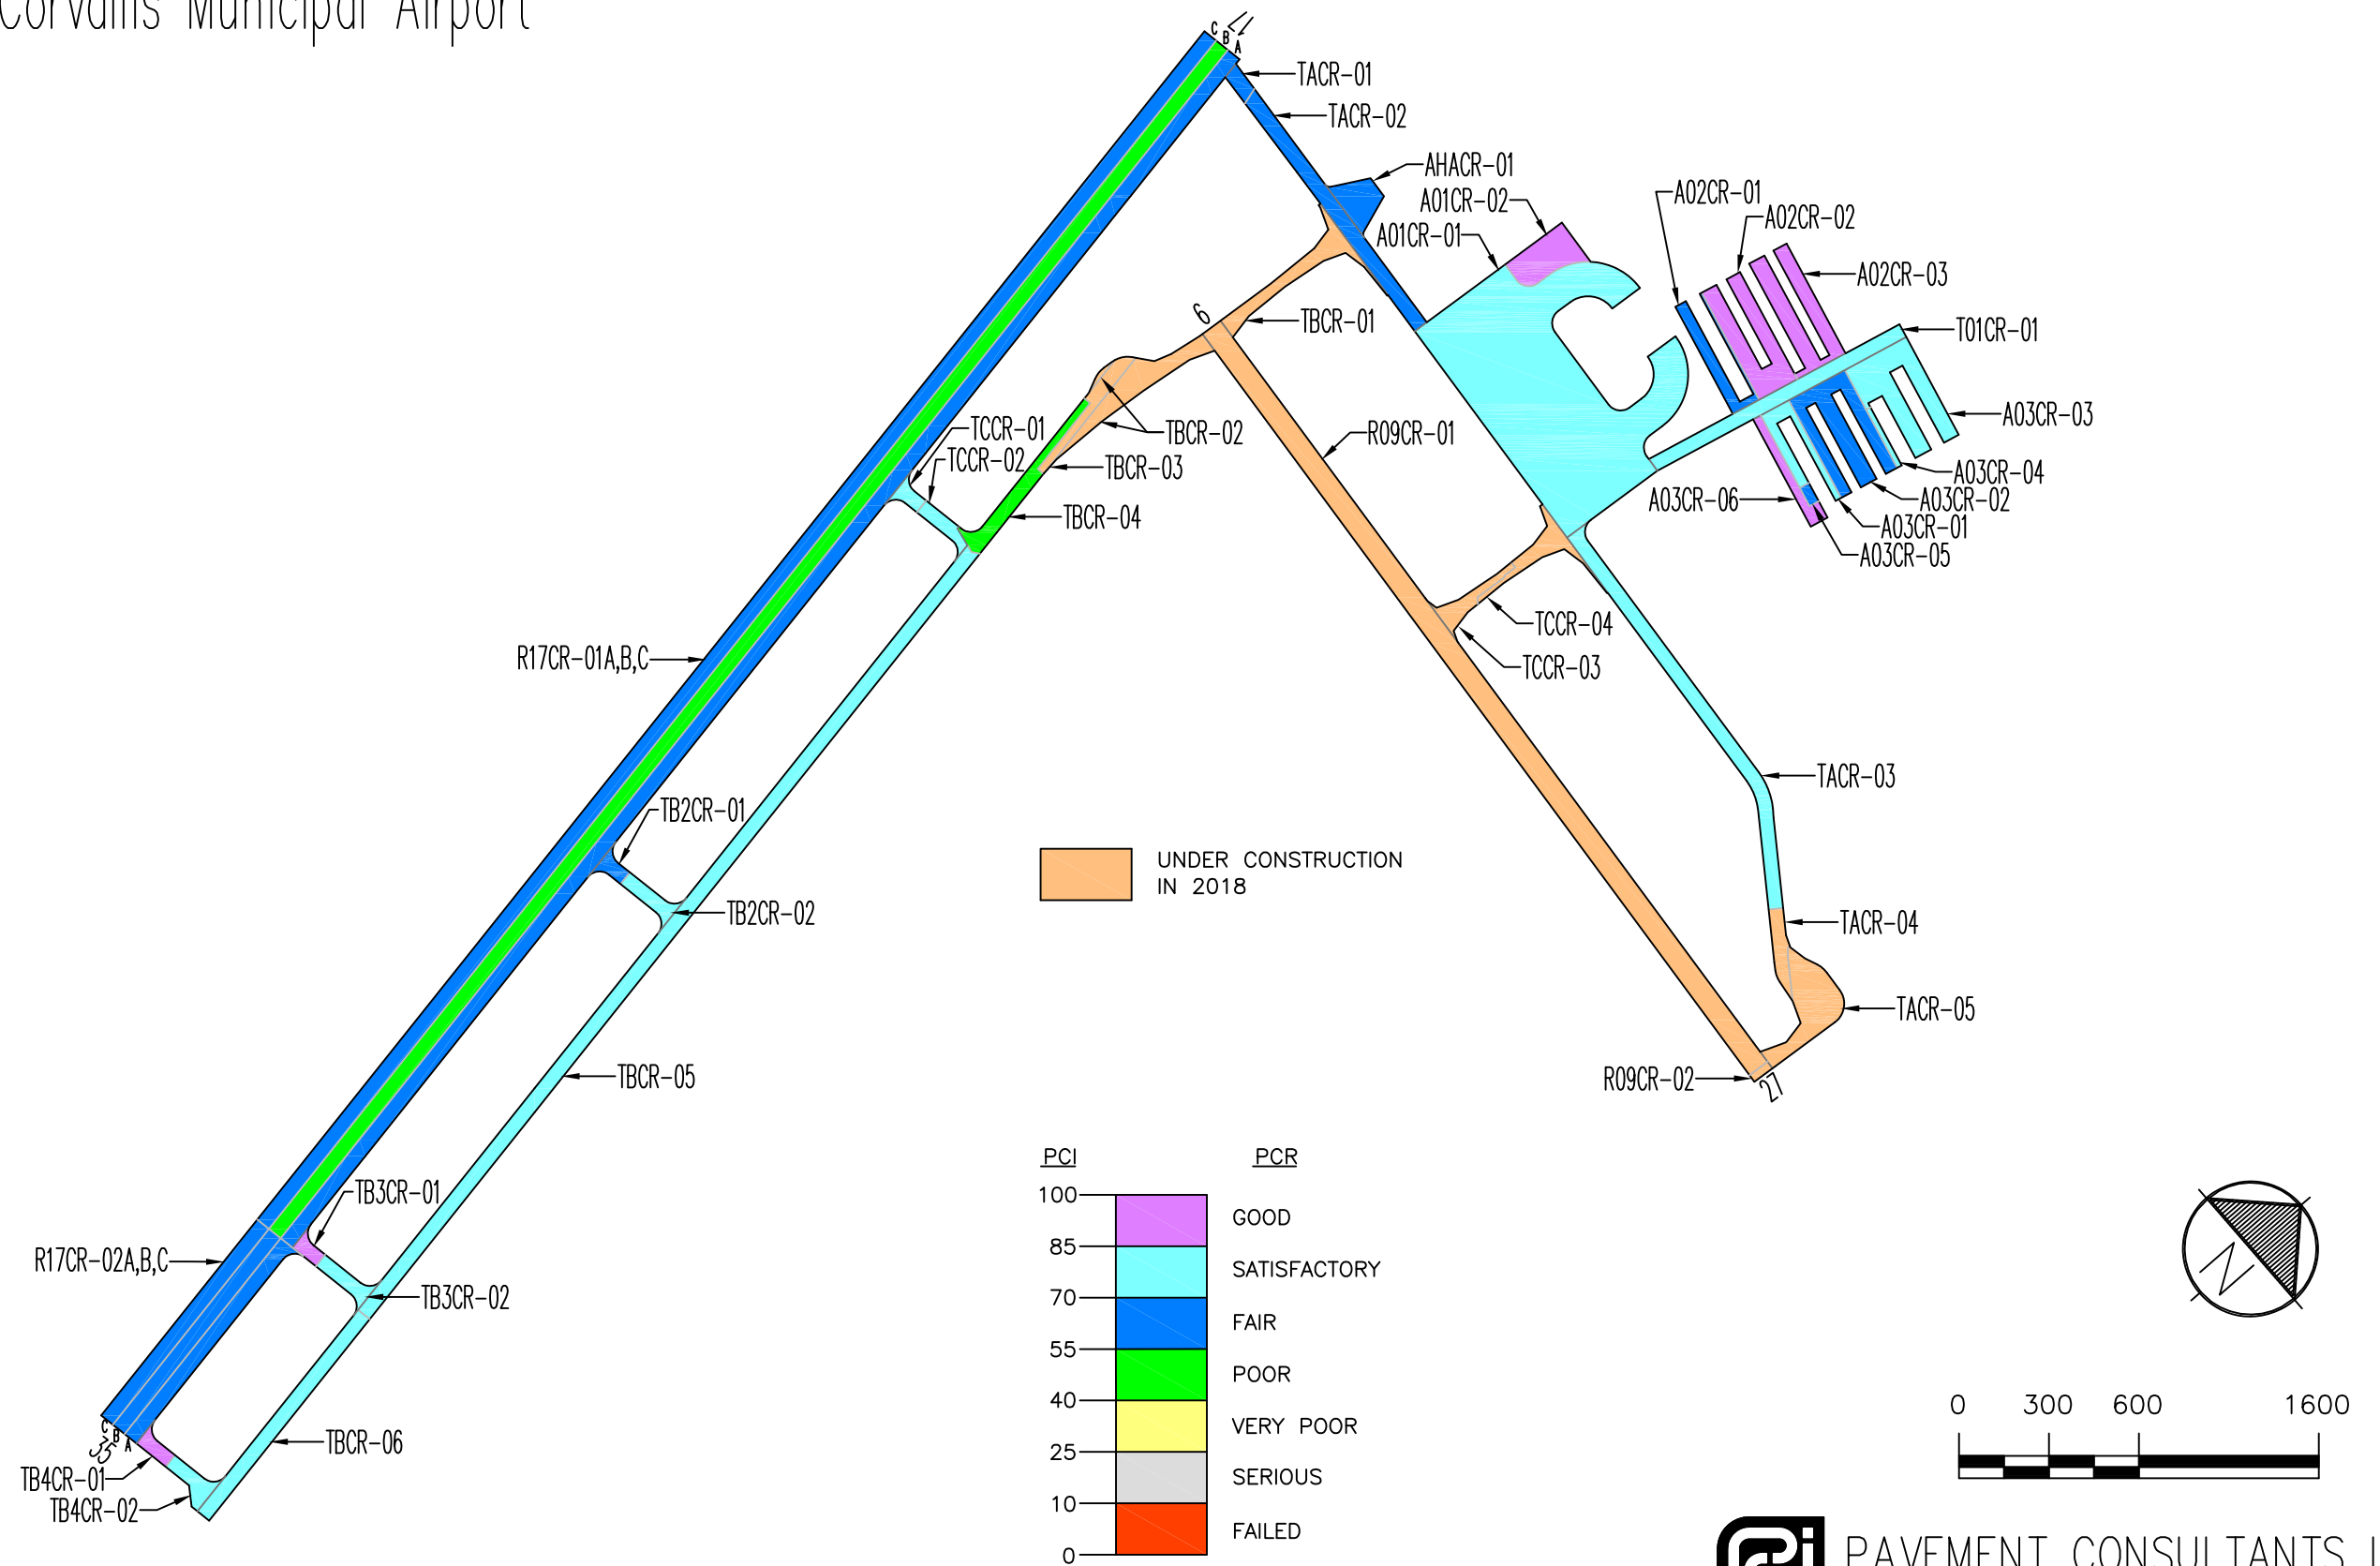 Corvallis Municipal Airport
C
B
A
17
TACR-01
TACR-02
AHACR-01
A01CR-02
A01CR-01
A02CR-01
A02CR-02
A02CR-03
T01CR-01
6
TBCR-01
TCCR-01
TCCR-02
TBCR-02
TBCR-03
TBCR-04
R09CR-01
A03CR-03
A03CR-04
A03CR-02
A03CR-06
A03CR-01
A03CR-05
TCCR-04
TCCR-03
R17CR-01A,B,C
TACR-03
TB2CR-01
UNDER CONSTRUCTION
IN 2018
TB2CR-02
TACR-04
TACR-05
TBCR-05
R09CR-02
27
TB3CR-01
R17CR-02A,B,C
TB3CR-02
C
B
A
35
TBCR-06
TB4CR-01
TB4CR-02
PCI PCR
100
GOOD
85
SATISFACTORY
70
FAIR
55
POOR
40
VERY POOR
25
SERIOUS
10
FAILED
0
N
0 300 600 1600
PAVEMENT CONSULTANTS